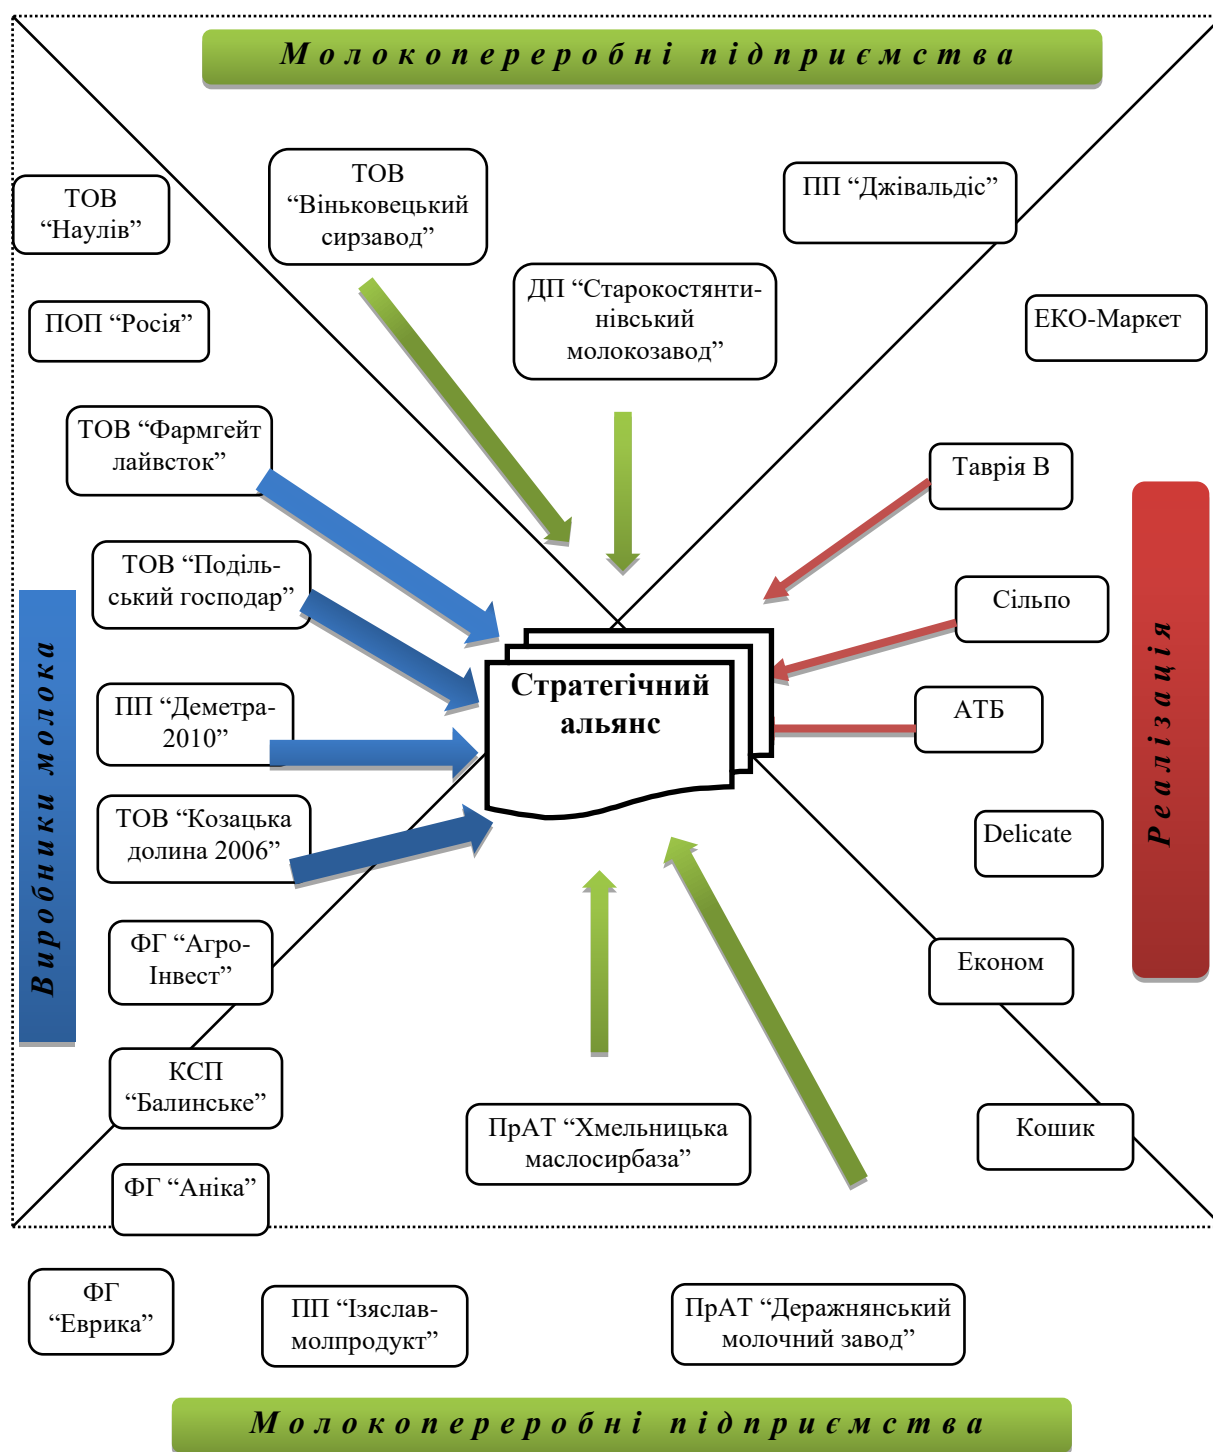 Молокопереробні підприємства
ТОВ
“Наулів”
ТОВ
“Віньковецький
сирзавод”
ПП “Джівальдіс”
ДП “Старокостянти-
нівський
молокозавод”
ПОП “Росія”
ЕКО-Маркет
ТОВ “Фармгейт
лайвсток”
Таврія В
ТОВ “Поділь-
ський господар”
Сільпо
Виробники молока
Стратегічний
альянс
Реалізація
ПП “Деметра-
2010”
АТБ
ТОВ “Козацька
долина 2006”
Delicate
ФГ “Агро-
Інвест”
Економ
КСП
“Балинське”
ПрАТ “Хмельницька
маслосирбаза”
Кошик
ФГ “Аніка”
ФГ
“Еврика”
ПП “Ізяслав-
молпродукт”
ПрАТ “Деражнянський
молочний завод”
Молокопереробні підприємства